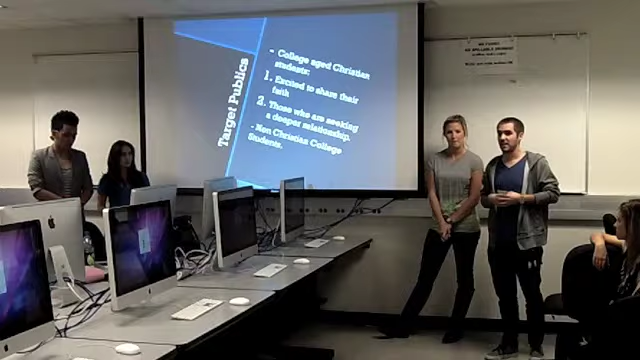 Target Publics
- College aged Christian
students:
1. Excited to share their
faith
2. Those who are seeking
a deeper relationship.
- Non Christian College
Students.